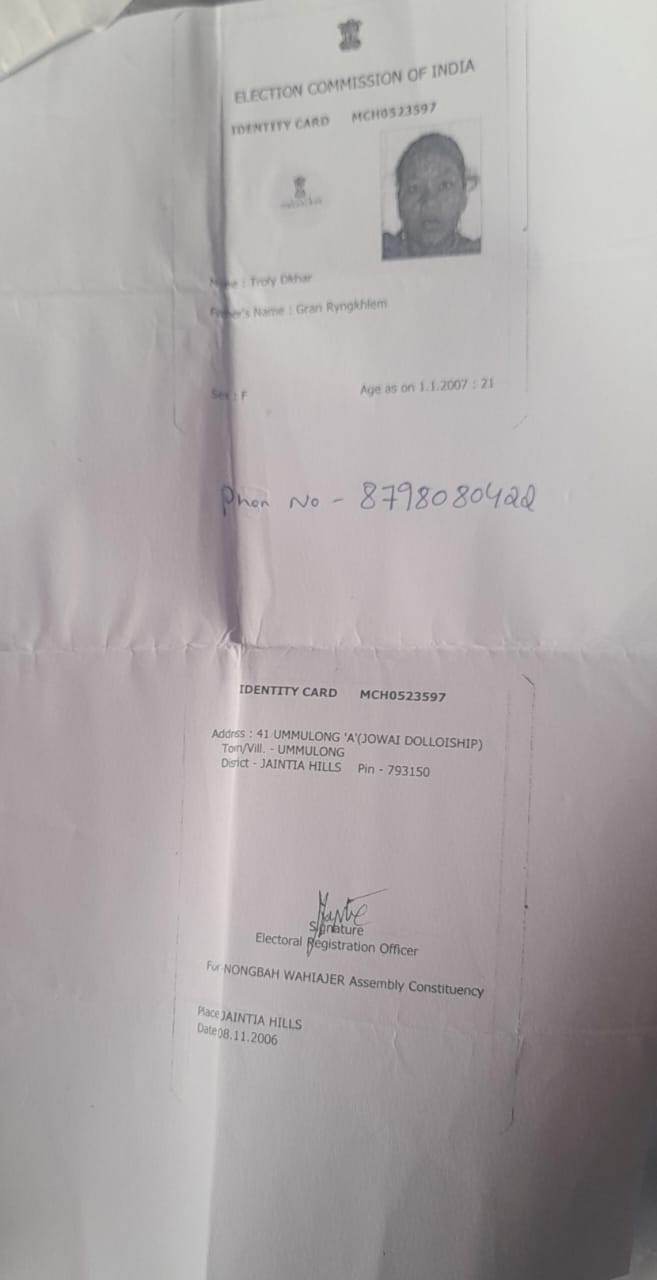 ELECTION COMMISSION OF INDIA
IDENTITY CARD MCH0523597
Name : Troly Dkhar
Father's Name : Gran Ryngkhlem
Sex : F Age as on 1.1.2007 : 21
Phon No - 8798080422
IDENTITY CARD MCH0523597
Addrss : 41 UMMULONG 'A'(JOWAI DOLLOISHIP)
Town/Vill. - UMMULONG
District - JAINTIA HILLS Pin - 793150
Signature
Electoral Registration Officer
For NONGBAH WAHIAJER Assembly Constituency
Place JAINTIA HILLS
Date 08.11.2006